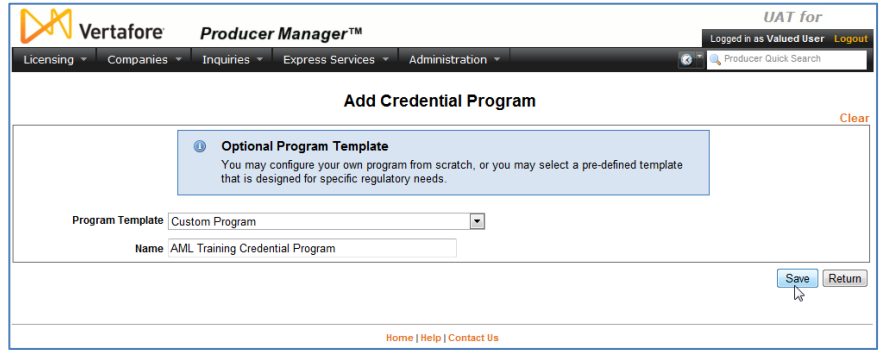 UAT for
Vertafore Producer Manager™
Logged in as Valued User Logout
Licensing Companies Inquiries Express Services Administration Producer Quick Search
Add Credential Program
Clear
Optional Program Template
You may configure your own program from scratch, or you may select a pre-defined template
that is designed for specific regulatory needs.
Program Template Custom Program
Name AML Training Credential Program
Save Return
Home | Help | Contact Us